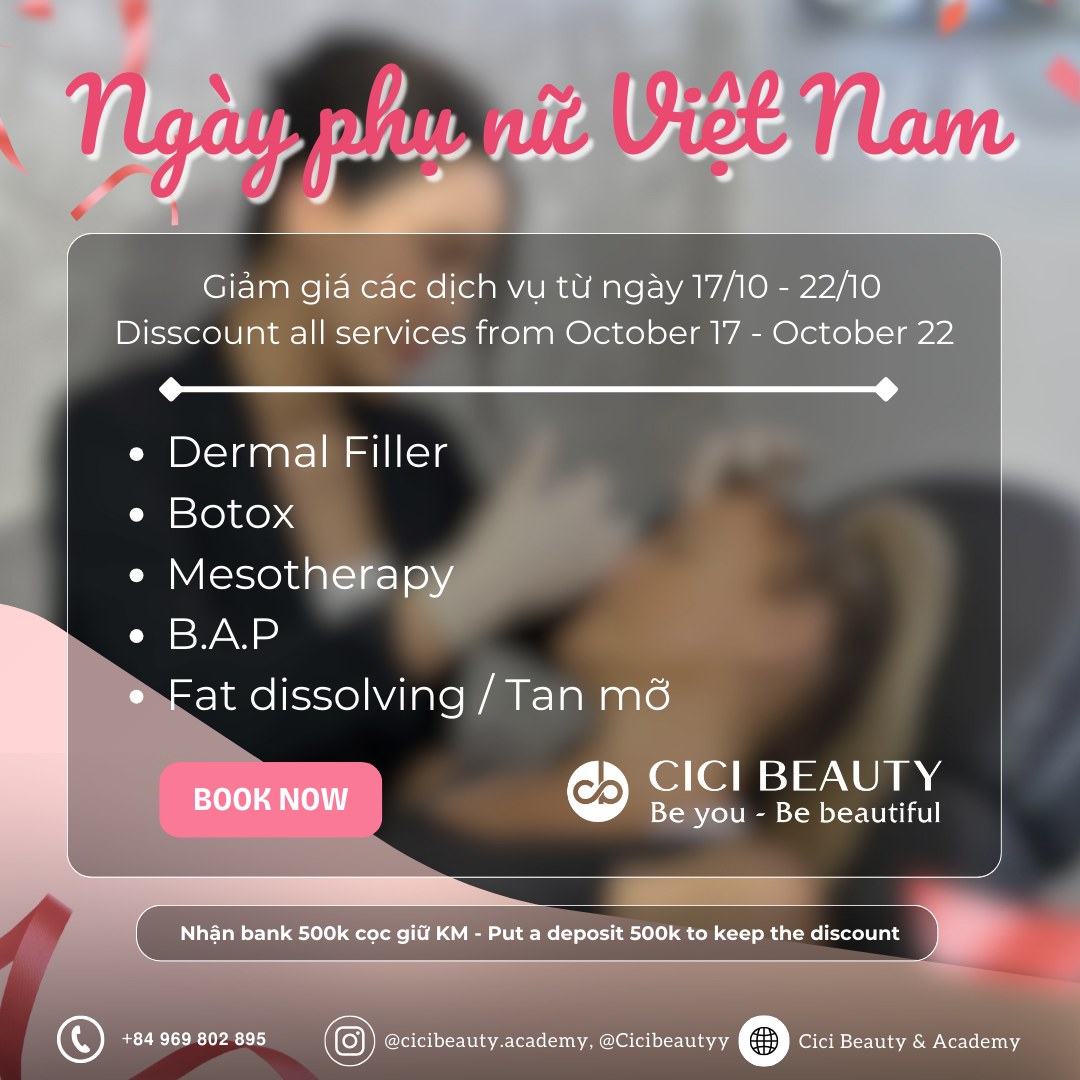 Ngày phụ nữ Việt Nam
Giảm giá các dịch vụ từ ngày 17/10 - 22/10
Disscount all services from October 17 - October 22
• Dermal Filler
• Botox
• Mesotherapy
• B.A.P
• Fat dissolving / Tan mỡ
BOOK NOW
CICI BEAUTY
Be you - Be beautiful
Nhận bank 500k cọc giữ KM - Put a deposit 500k to keep the discount
+84 969 802 895
@cicibeauty.academy, @Cicibeautyy
Cici Beauty & Academy